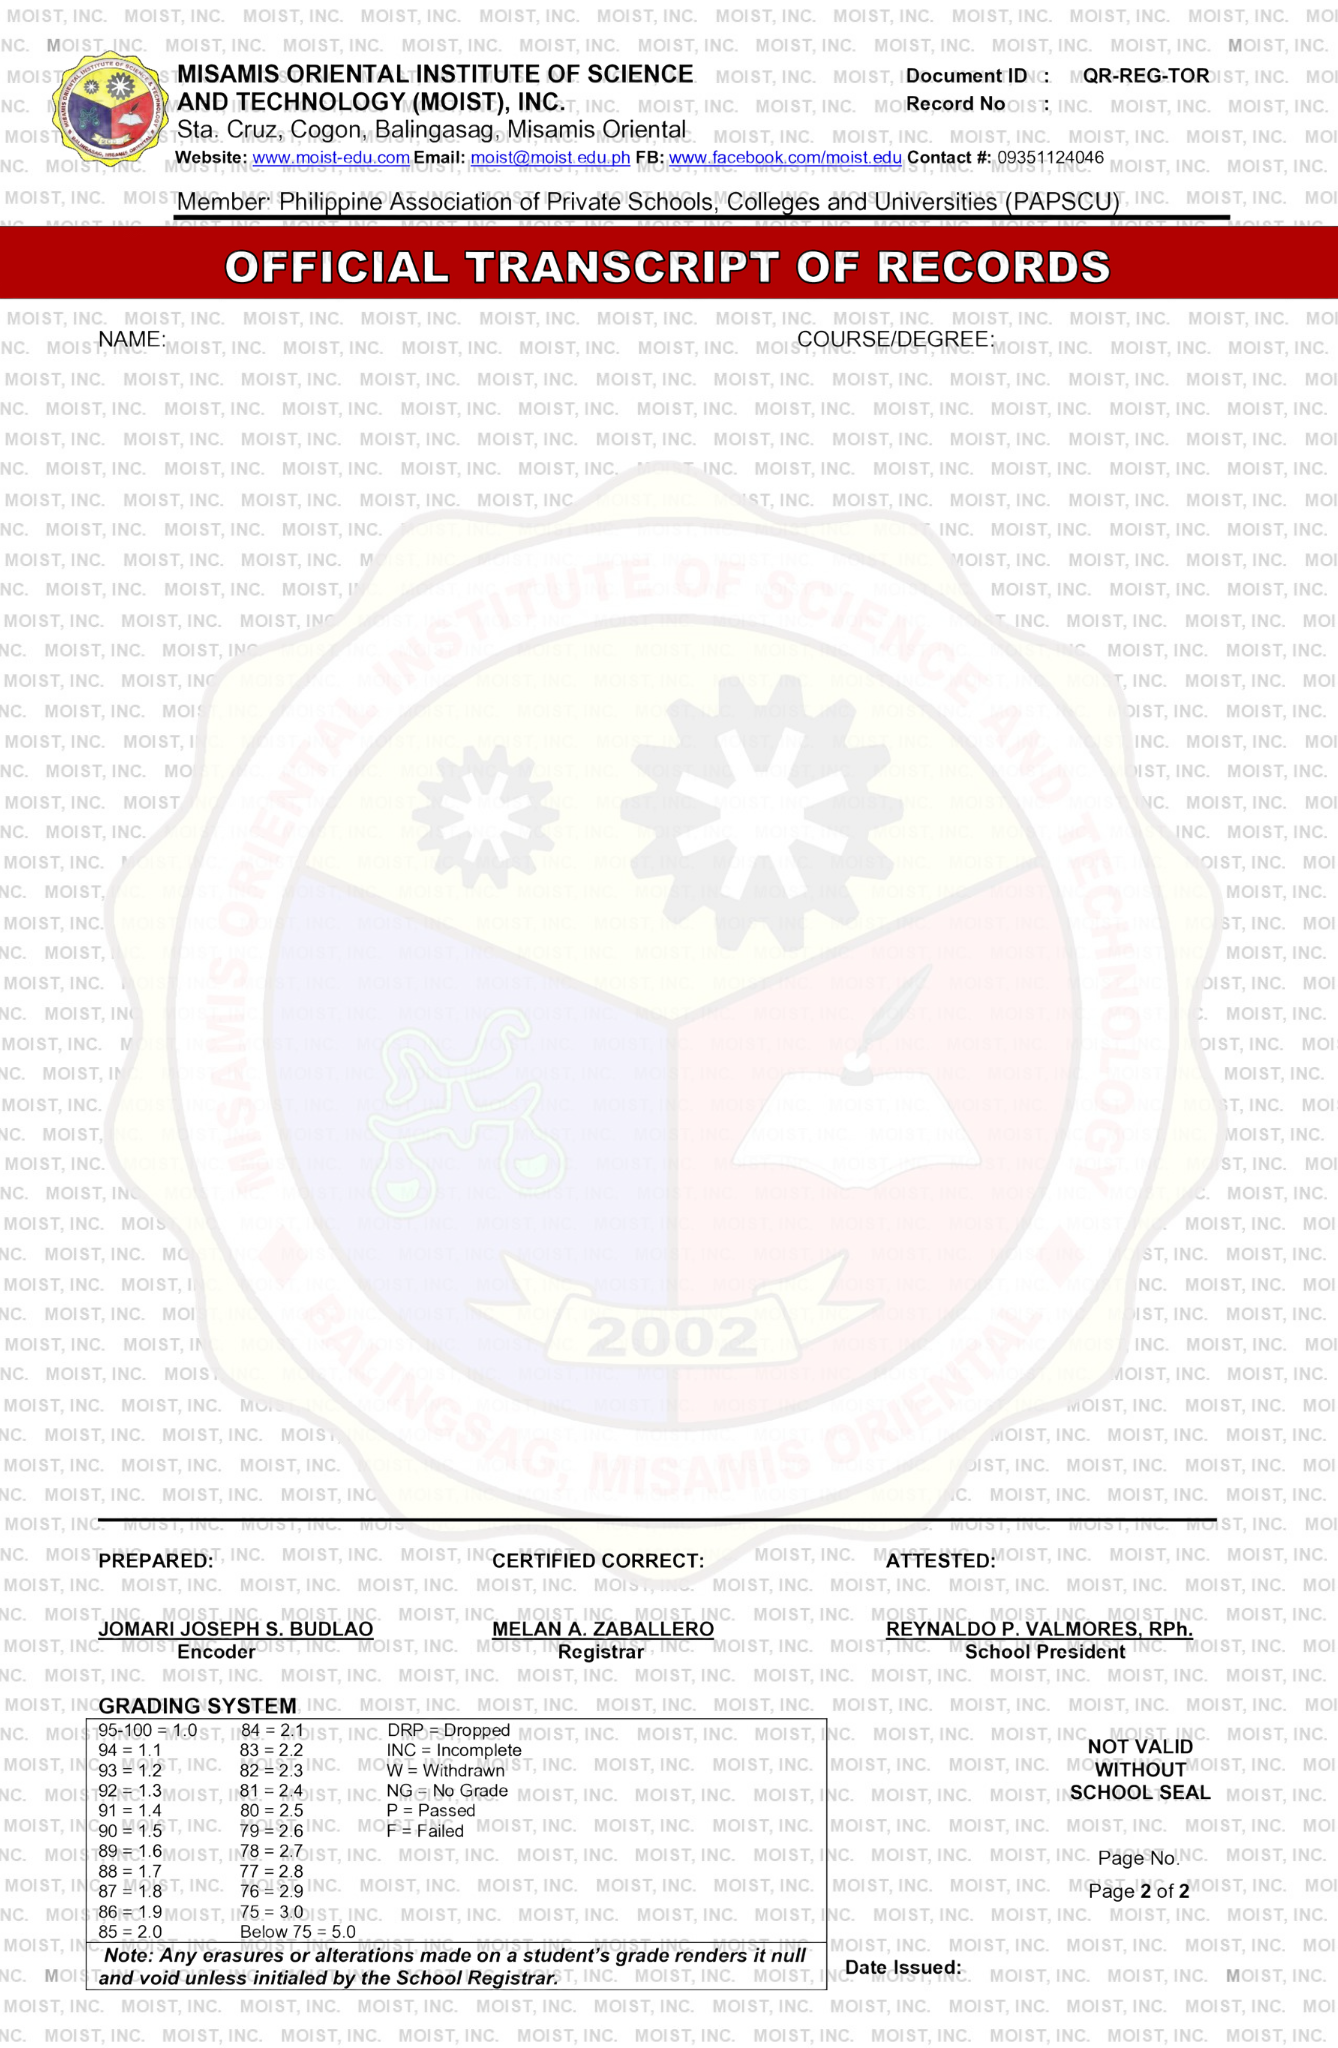 MISAMIS ORIENTAL INSTITUTE OF SCIENCE
AND TECHNOLOGY (MOIST), INC.
Sta. Cruz, Cogon, Balingasag, Misamis Oriental
Website: www.moist-edu.com Email: moist@moist.edu.ph FB: www.facebook.com/moist.edu Contact #: 09351124046
Member: Philippine Association of Private Schools, Colleges and Universities (PAPSCU)
Document ID : QR-REG-TOR
Record No :
OFFICIAL TRANSCRIPT OF RECORDS
NAME:
COURSE/DEGREE:
MOIST, INC.
MISAMIS ORIENTAL INSTITUTE OF SCIENCE AND TECHNOLOGY
2002
BALINGSAG, MISAMIS ORIENTAL
PREPARED:
CERTIFIED CORRECT:
ATTESTED:
JOMARI JOSEPH S. BUDLAO
Encoder
MELAN A. ZABALLERO
Registrar
REYNALDO P. VALMORES, RPh.
School President
GRADING SYSTEM
95-100 = 1.0 84 = 2.1 DRP = Dropped
94 = 1.1 83 = 2.2 INC = Incomplete
93 = 1.2 82 = 2.3 W = Withdrawn
92 = 1.3 81 = 2.4 NG = No Grade
91 = 1.4 80 = 2.5 P = Passed
90 = 1.5 79 = 2.6 F = Failed
89 = 1.6 78 = 2.7
88 = 1.7 77 = 2.8
87 = 1.8 76 = 2.9
86 = 1.9 75 = 3.0
85 = 2.0 Below 75 = 5.0
Note: Any erasures or alterations made on a student's grade renders it null
and void unless initialed by the School Registrar.
NOT VALID
WITHOUT
SCHOOL SEAL
Page No.
Page 2 of 2
Date Issued: